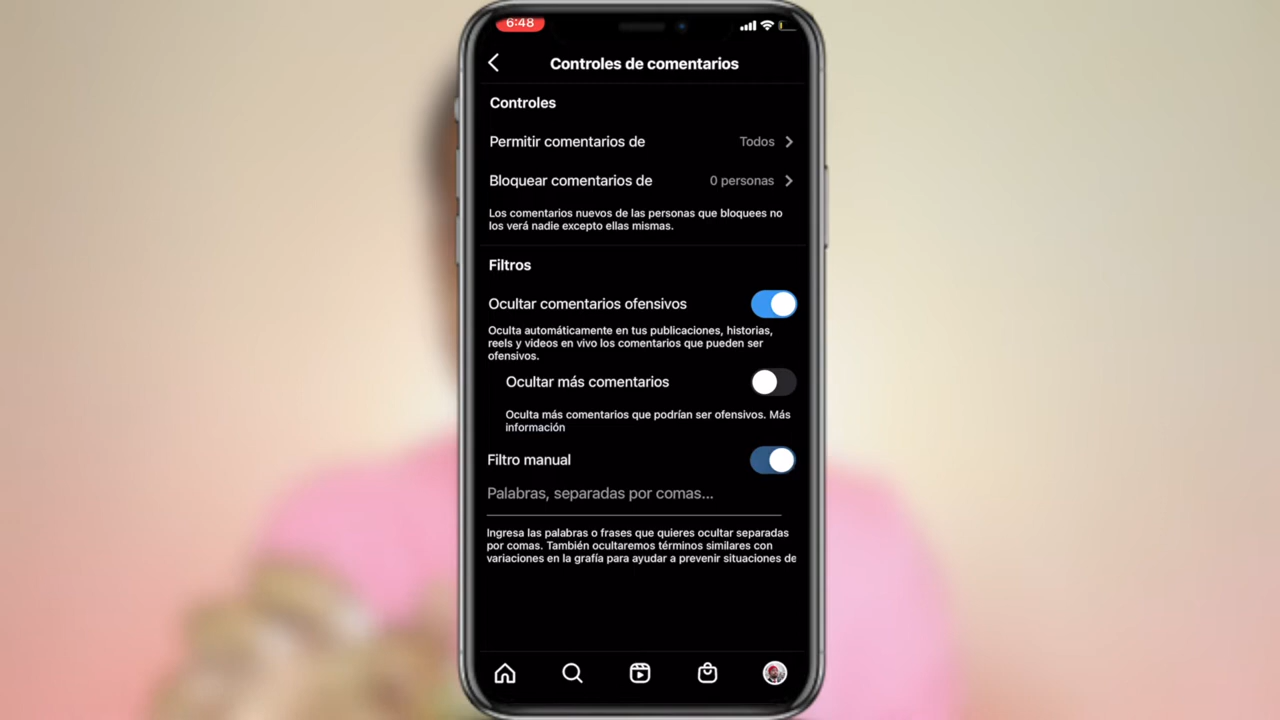 6:48
Controles de comentarios
Controles
Permitir comentarios de Todos
Bloquear comentarios de 0 personas
Los comentarios nuevos de las personas que bloquees no
los verá nadie excepto ellas mismas.
Filtros
Ocultar comentarios ofensivos
Oculta automáticamente en tus publicaciones, historias,
reels y videos en vivo los comentarios que pueden ser
ofensivos.
Ocultar más comentarios
Oculta más comentarios que podrían ser ofensivos. Más
información
Filtro manual
Palabras, separadas por comas...
Ingresa las palabras o frases que quieres ocultar separadas
por comas. También ocultaremos términos similares con
variaciones en la grafía para ayudar a prevenir situaciones de